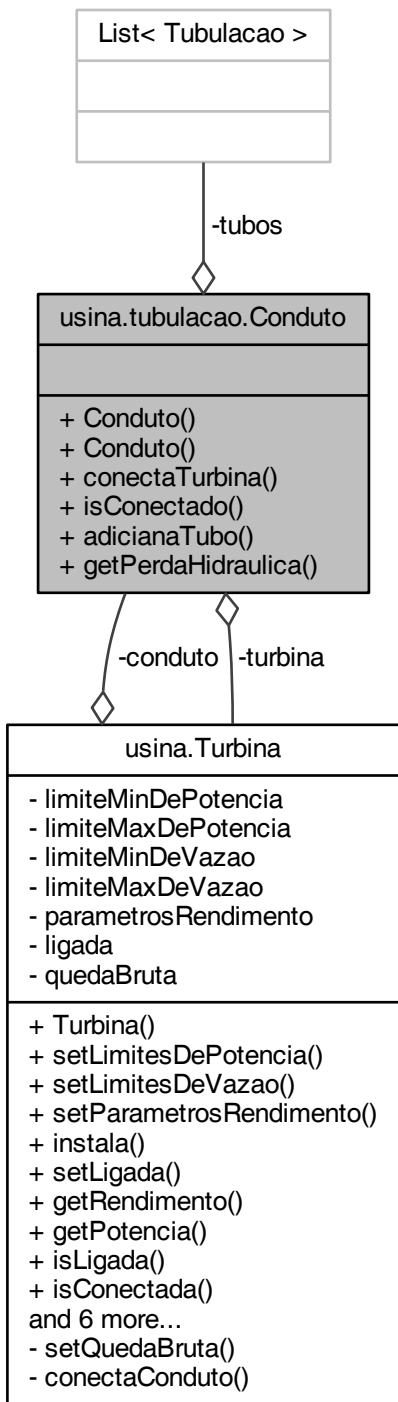 List< Tubulacao >
-tubos
usina.tubulacao.Conduto
+ Conduto()
+ Conduto()
+ conectaTurbina()
+ isConectado()
+ adicianaTubo()
+ getPerdaHidraulica()
-conduto
-turbina
usina.Turbina
- limiteMinDePotencia
- limiteMaxDePotencia
- limiteMinDeVazao
- limiteMaxDeVazao
- parametrosRendimento
- ligada
- quedaBruta
+ Turbina()
+ setLimitesDePotencia()
+ setLimitesDeVazao()
+ setParametrosRendimento()
+ instala()
+ setLigada()
+ getRendimento()
+ getPotencia()
+ isLigada()
+ isConectada()
and 6 more...
- setQuedaBruta()
- conectaConduto()